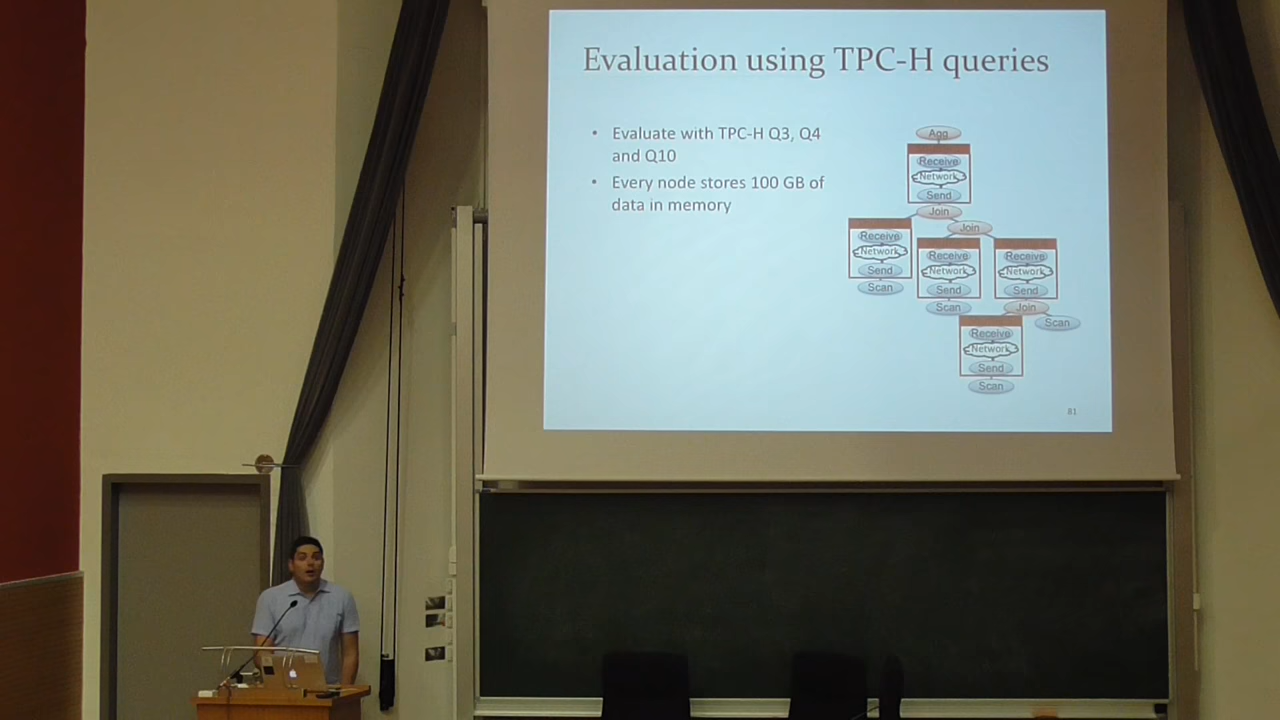 Evaluation using TPC-H queries
• Evaluate with TPC-H Q3, Q4
and Q10
• Every node stores 100 GB of
data in memory
Agg
Receive
Network
Send
Join
Join
Receive
Network
Send
Scan
Receive
Network
Send
Scan
Receive
Network
Send
Join
Scan
Receive
Network
Send
Scan
81